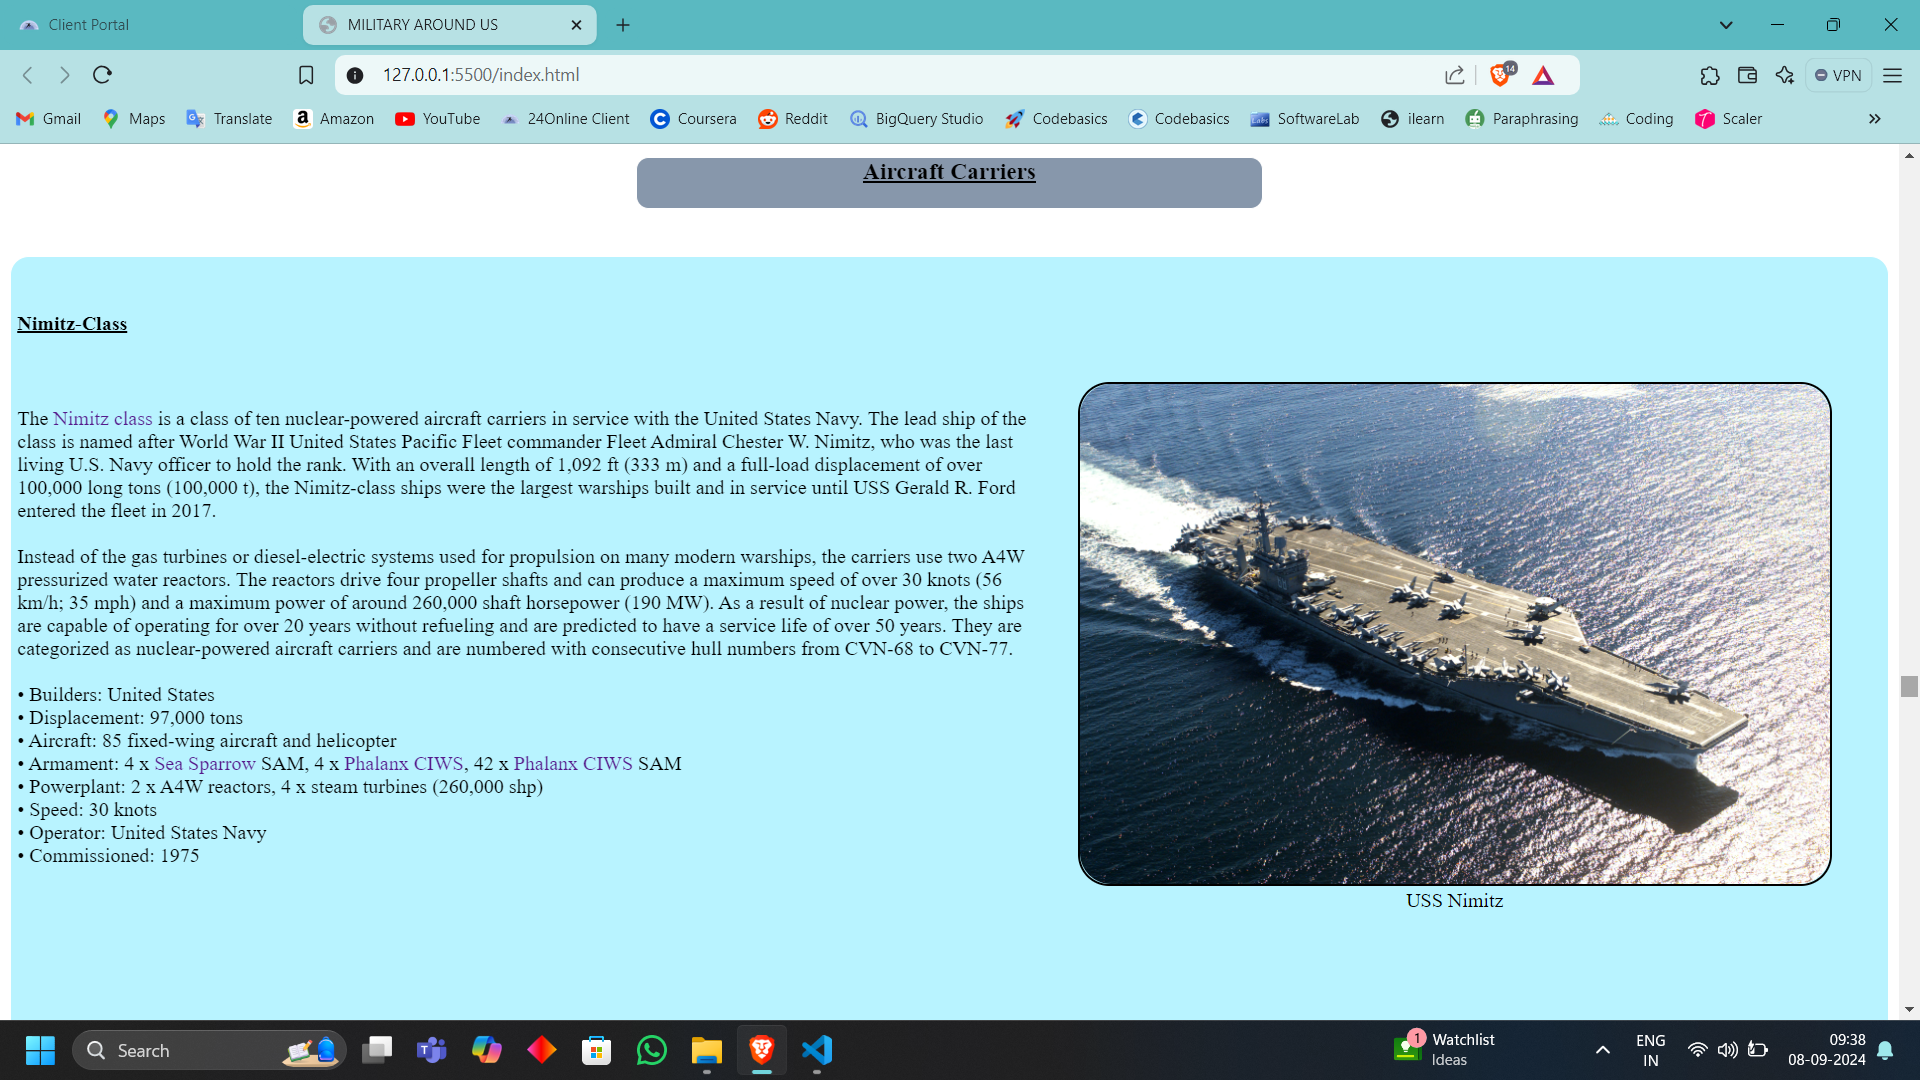 Client Portal
MILITARY AROUND US
127.0.0.1:5500/index.html
14
VPN
Gmail
Maps
Translate
Amazon
YouTube
24Online Client
Coursera
Reddit
BigQuery Studio
Codebasics
Codebasics
SoftwareLab
ilearn
Paraphrasing
Coding
Scaler
Aircraft Carriers
Nimitz-Class
The Nimitz class is a class of ten nuclear-powered aircraft carriers in service with the United States Navy. The lead ship of the
class is named after World War II United States Pacific Fleet commander Fleet Admiral Chester W. Nimitz, who was the last
living U.S. Navy officer to hold the rank. With an overall length of 1,092 ft (333 m) and a full-load displacement of over
100,000 long tons (100,000 t), the Nimitz-class ships were the largest warships built and in service until USS Gerald R. Ford
entered the fleet in 2017.
Instead of the gas turbines or diesel-electric systems used for propulsion on many modern warships, the carriers use two A4W
pressurized water reactors. The reactors drive four propeller shafts and can produce a maximum speed of over 30 knots (56
km/h; 35 mph) and a maximum power of around 260,000 shaft horsepower (190 MW). As a result of nuclear power, the ships
are capable of operating for over 20 years without refueling and are predicted to have a service life of over 50 years. They are
categorized as nuclear-powered aircraft carriers and are numbered with consecutive hull numbers from CVN-68 to CVN-77.
• Builders: United States
• Displacement: 97,000 tons
• Aircraft: 85 fixed-wing aircraft and helicopter
• Armament: 4 x Sea Sparrow SAM, 4 x Phalanx CIWS, 42 x Phalanx CIWS SAM
• Powerplant: 2 x A4W reactors, 4 x steam turbines (260,000 shp)
• Speed: 30 knots
• Operator: United States Navy
• Commissioned: 1975
USS Nimitz
Search
1
Watchlist
Ideas
ENG
IN
09:38
08-09-2024